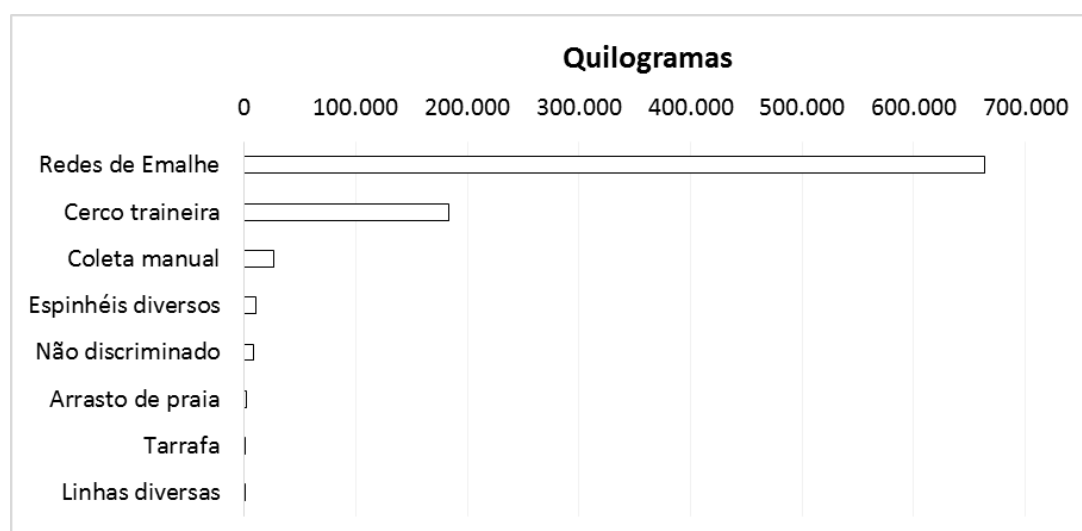 Quilogramas
0 100.000 200.000 300.000 400.000 500.000 600.000 700.000
Redes de Emalhe
Cerco traineira
Coleta manual
Espinhéis diversos
Não discriminado
Arrasto de praia
Tarrafa
Linhas diversas